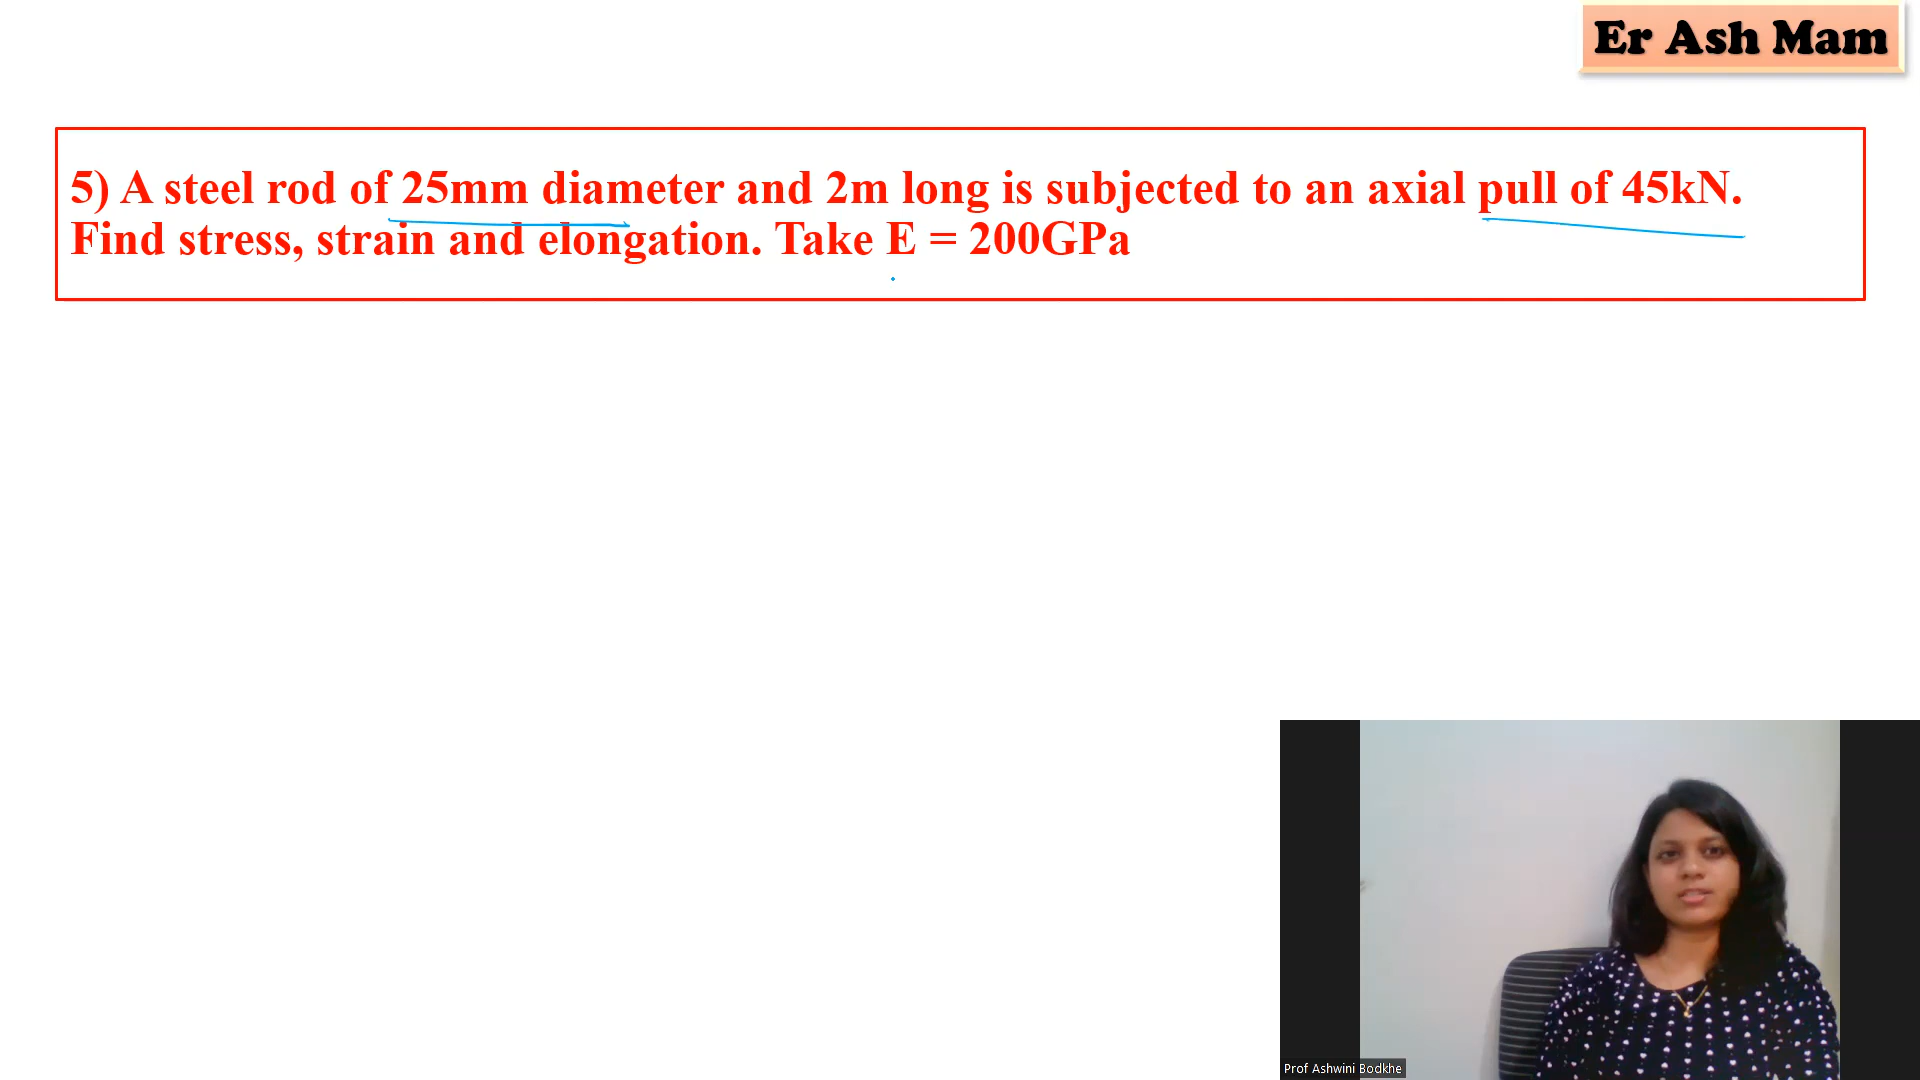 Er Ash Mam
5) A steel rod of 25mm diameter and 2m long is subjected to an axial pull of 45kN.
Find stress, strain and elongation. Take E = 200GPa
Prof Ashwini Bodkhe